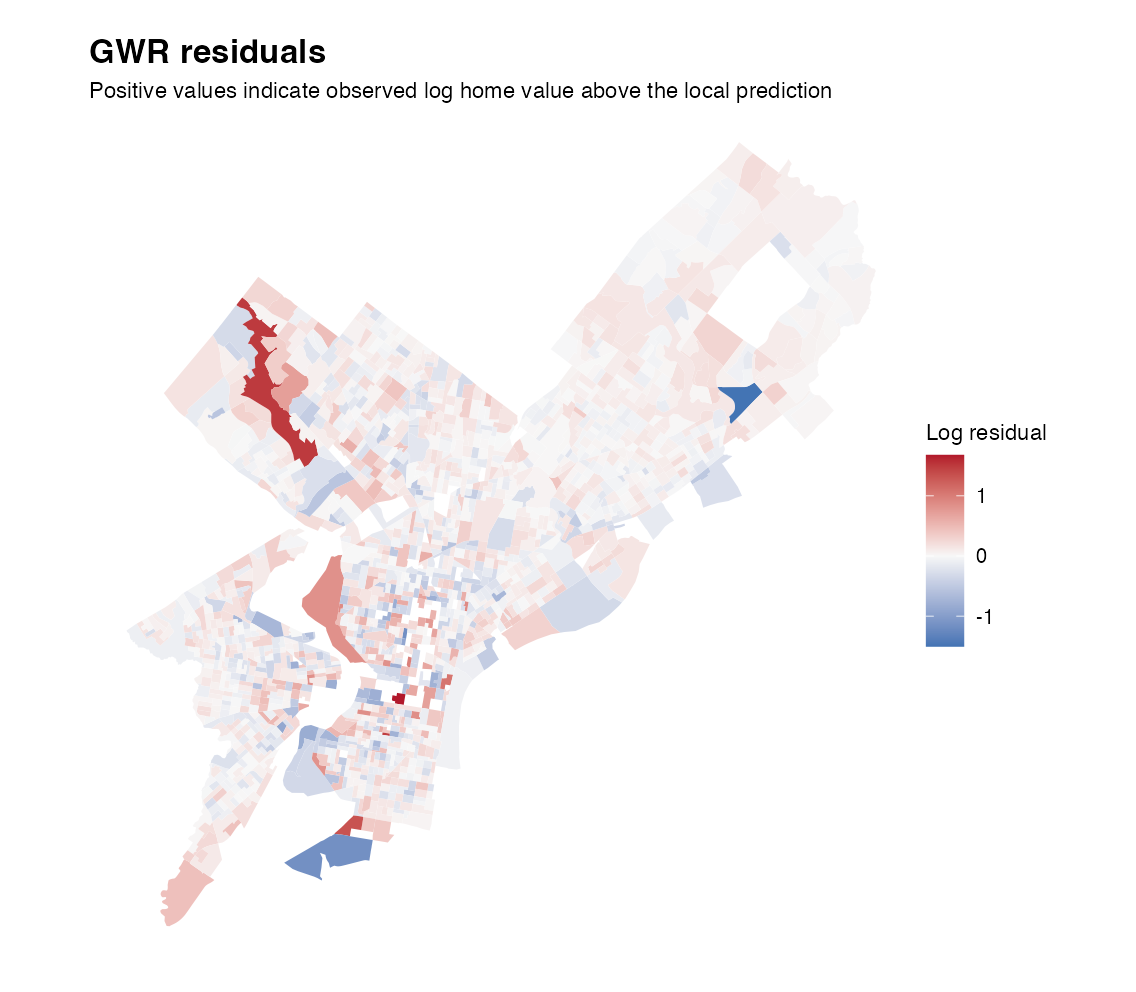 GWR residuals
Positive values indicate observed log home value above the local prediction
Log residual
1
0
-1